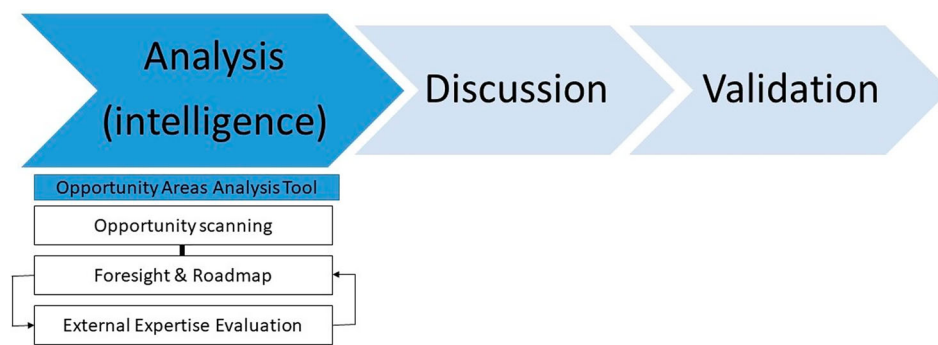 Analysis
(intelligence)
Discussion
Validation
Opportunity Areas Analysis Tool
Opportunity scanning
Foresight & Roadmap
External Expertise Evaluation